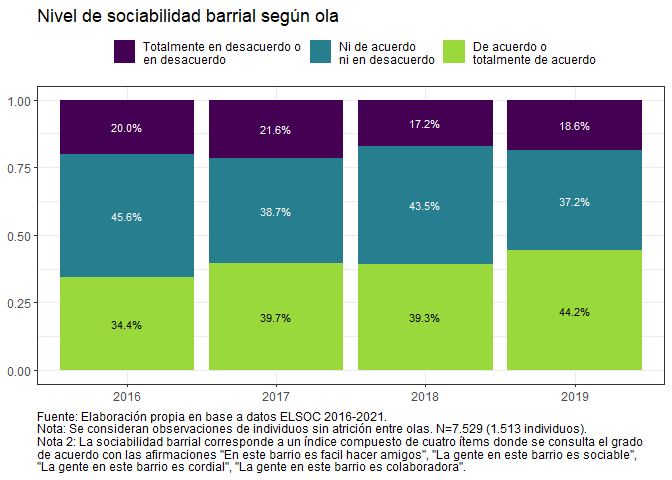 Nivel de sociabilidad barrial según ola
Totalmente en desacuerdo o
en desacuerdo
Ni de acuerdo
ni en desacuerdo
De acuerdo o
totalmente de acuerdo
1.00
0.75
0.50
0.25
0.00
20.0%
21.6%
17.2%
18.6%
45.6%
38.7%
43.5%
37.2%
34.4%
39.7%
39.3%
44.2%
2016
2017
2018
2019
Fuente: Elaboración propia en base a datos ELSOC 2016-2021.
Nota: Se consideran observaciones de individuos sin atrición entre olas. N=7.529 (1.513 individuos).
Nota 2: La sociabilidad barrial corresponde a un índice compuesto de cuatro ítems donde se consulta el grado
de acuerdo con las afirmaciones "En este barrio es facil hacer amigos", "La gente en este barrio es sociable",
"La gente en este barrio es cordial", "La gente en este barrio es colaboradora".